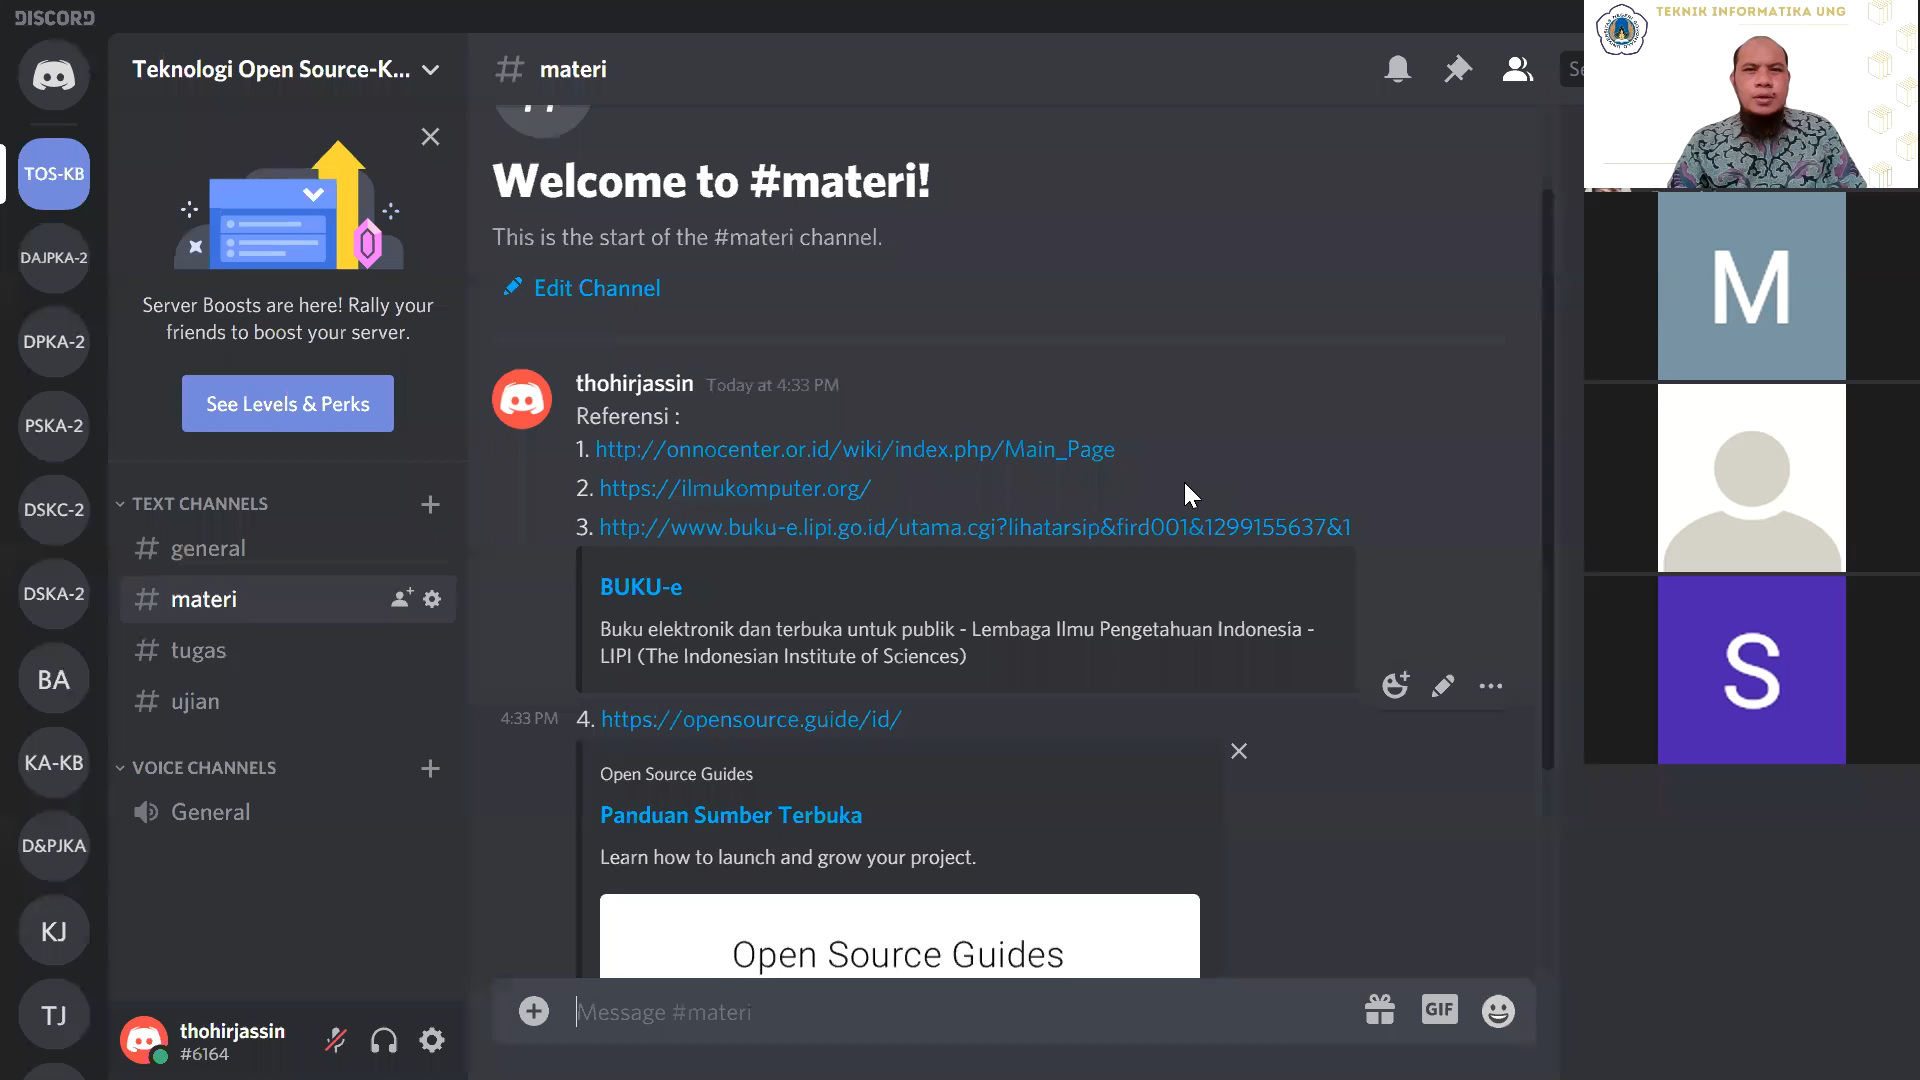 DISCORD
TEKNIK INFORMATIKA UNG
Teknologi Open Source-K...
materi
TOS-KB
DAJPKA-2
DPKA-2
PSKA-2
DSKC-2
DSKA-2
BA
KA-KB
D&PJKA
KJ
TJ
Server Boosts are here! Rally your
friends to boost your server.
See Levels & Perks
TEXT CHANNELS
general
materi
tugas
ujian
VOICE CHANNELS
General
thohirjassin
#6164
Welcome to #materi!
This is the start of the #materi channel.
Edit Channel
thohirjassin Today at 4:33 PM
Referensi :
1. http://onnocenter.or.id/wiki/index.php/Main_Page
2. https://ilmukomputer.org/
3. http://www.buku-e.lipi.go.id/utama.cgi?lihatarsip&fird001&1299155637&1
BUKU-e
Buku elektronik dan terbuka untuk publik - Lembaga Ilmu Pengetahuan Indonesia -
LIPI (The Indonesian Institute of Sciences)
4:33 PM 4. https://opensource.guide/id/
Open Source Guides
Panduan Sumber Terbuka
Learn how to launch and grow your project.
Open Source Guides
Message #materi
GIF
M
S